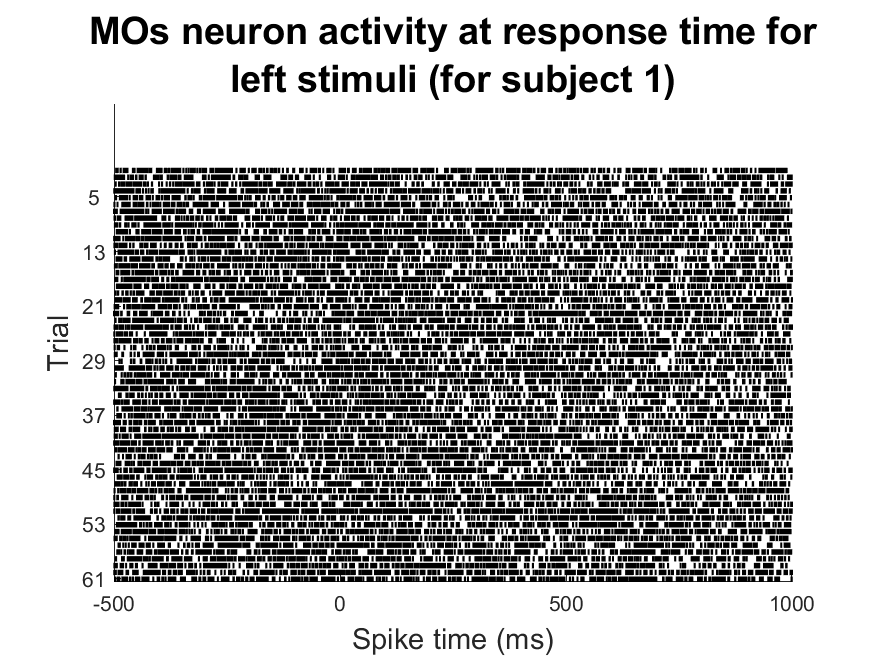 MOs neuron activity at response time for
left stimuli (for subject 1)
5
13
21
29
37
45
53
61
Trial
-500 0 500 1000
Spike time (ms)